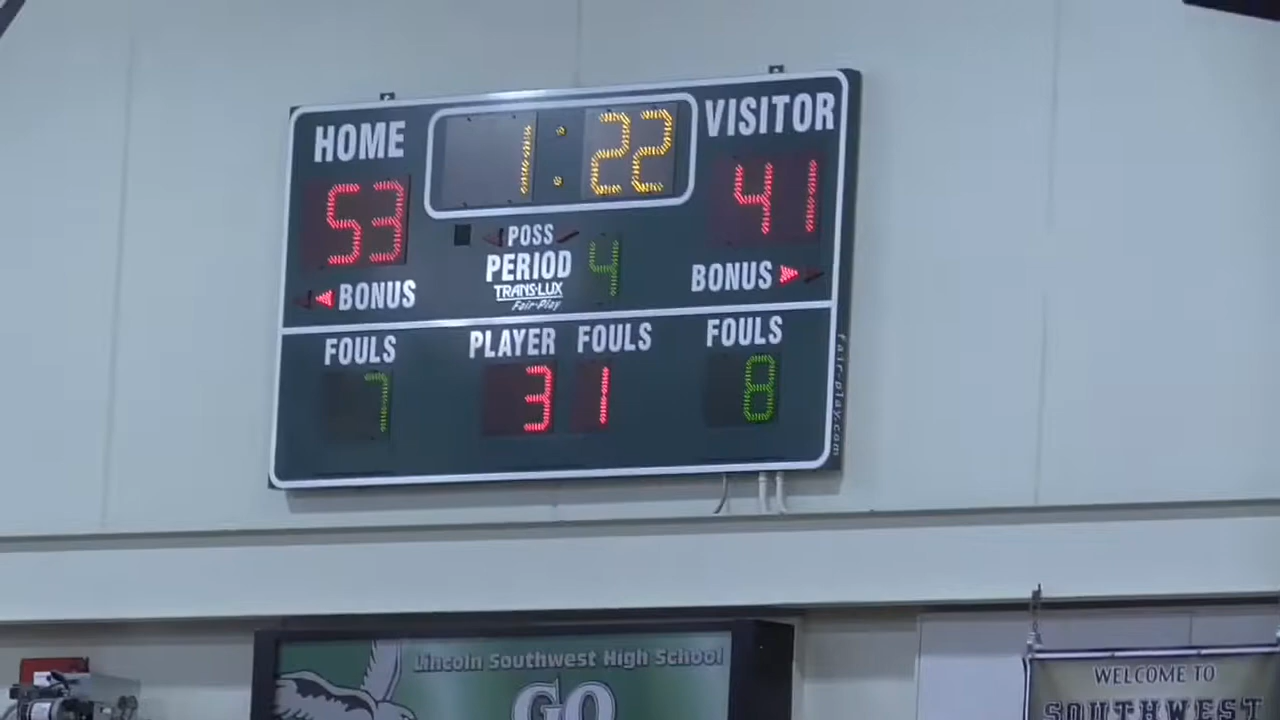 HOME 1:22 VISITOR
53 41
POSS
BONUS PERIOD 4 BONUS
TRANS-LUX
Fair-Play
FOULS PLAYER FOULS FOULS
7 3 1 8
fair-play.com
Lincoln Southwest High School
GO
WELCOME TO
SOUTHWEST